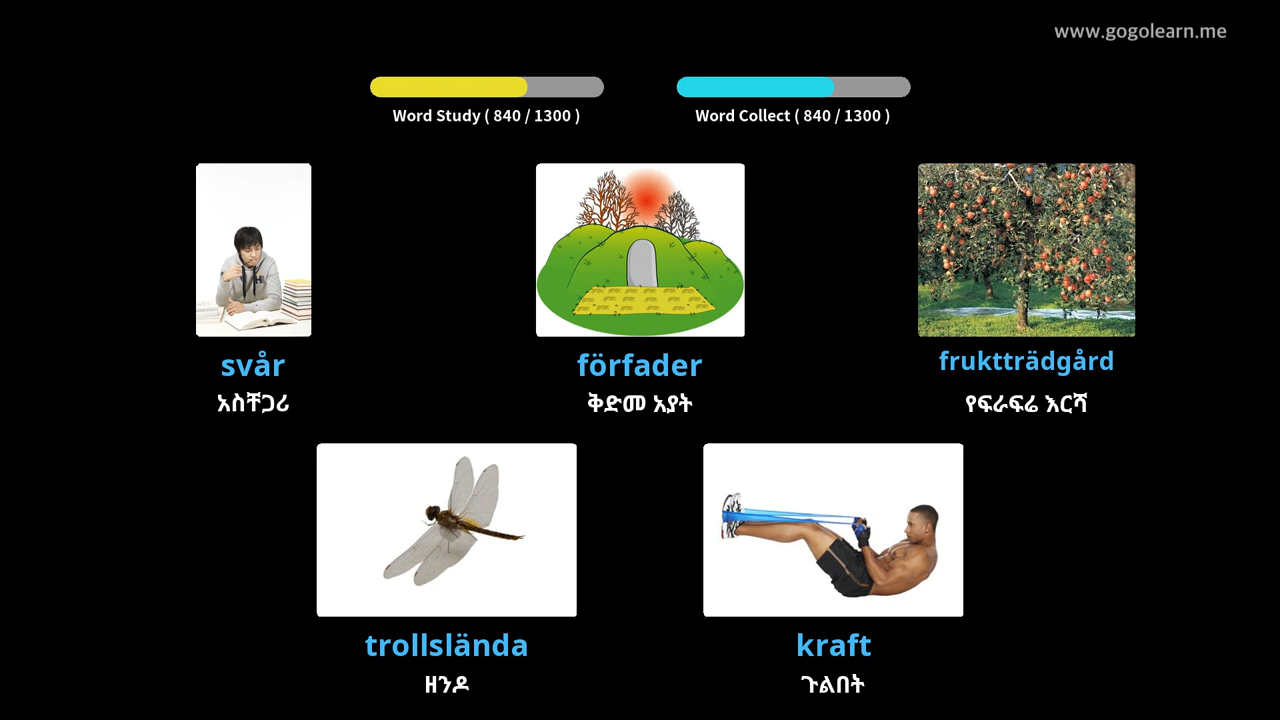 www.gogolearn.me
Word Study ( 840 / 1300 )
Word Collect ( 840 / 1300 )
svår
förfader
fruktträdgård
አስቸጋሪ
ቅድመ አያት
የፍራፍሬ እርሻ
trollslända
kraft
ዘንዶ
ጉልበት